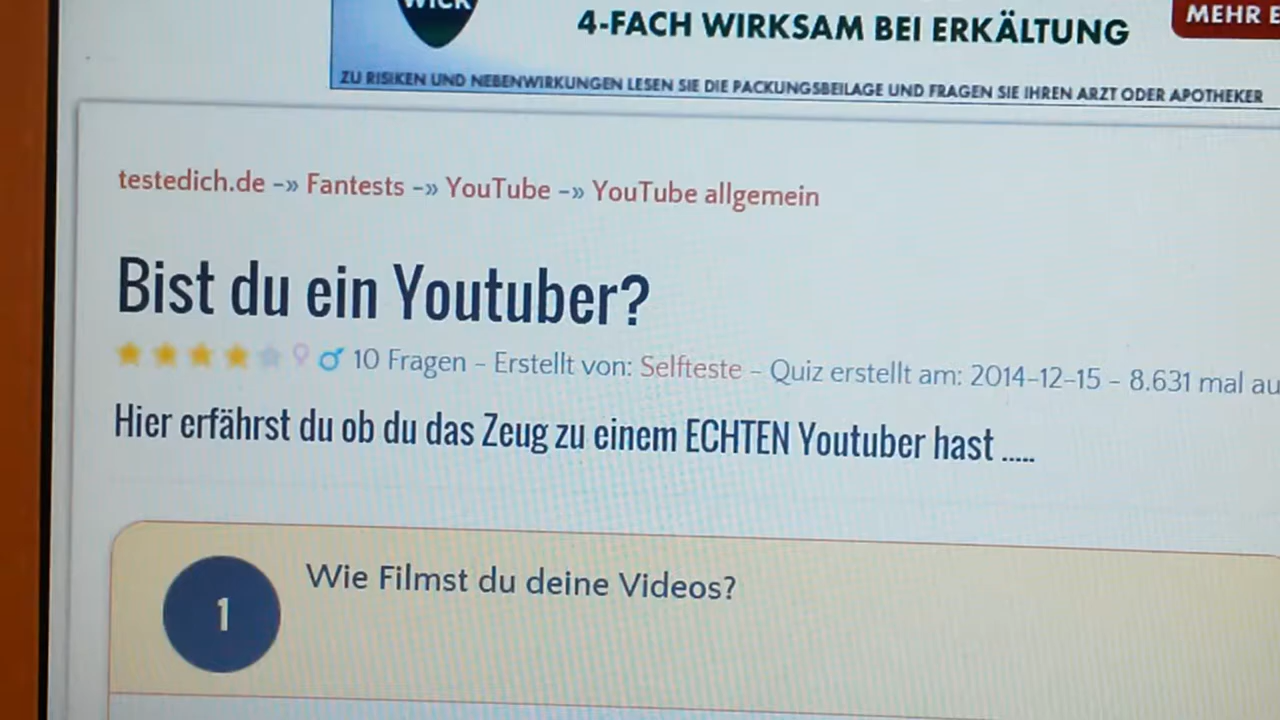 WICK
4-FACH WIRKSAM BEI ERKÄLTUNG
MEHR
ZU RISIKEN UND NEBENWIRKUNGEN LESEN SIE DIE PACKUNGSBEILAGE UND FRAGEN SIE IHREN ARZT ODER APOTHEKER
testedich.de -» Fantests -» YouTube -» YouTube allgemein
Bist du ein Youtuber?
10 Fragen - Erstellt von: Selfteste - Quiz erstellt am: 2014-12-15 - 8.631 mal au
Hier erfährst du ob du das Zeug zu einem ECHTEN Youtuber hast .....
1 Wie Filmst du deine Videos?